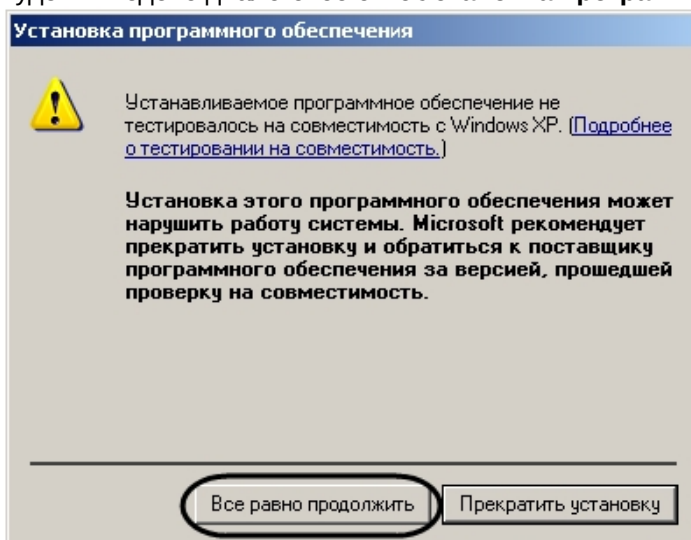 Установка программного обеспечения
Устанавливаемое программное обеспечение не
тестировалось на совместимость с Windows XP. (Подробнее
о тестировании на совместимость.)
Установка этого программного обеспечения может
нарушить работу системы. Microsoft рекомендует
прекратить установку и обратиться к поставщику
программного обеспечения за версией, прошедшей
проверку на совместимость.
Все равно продолжить Прекратить установку